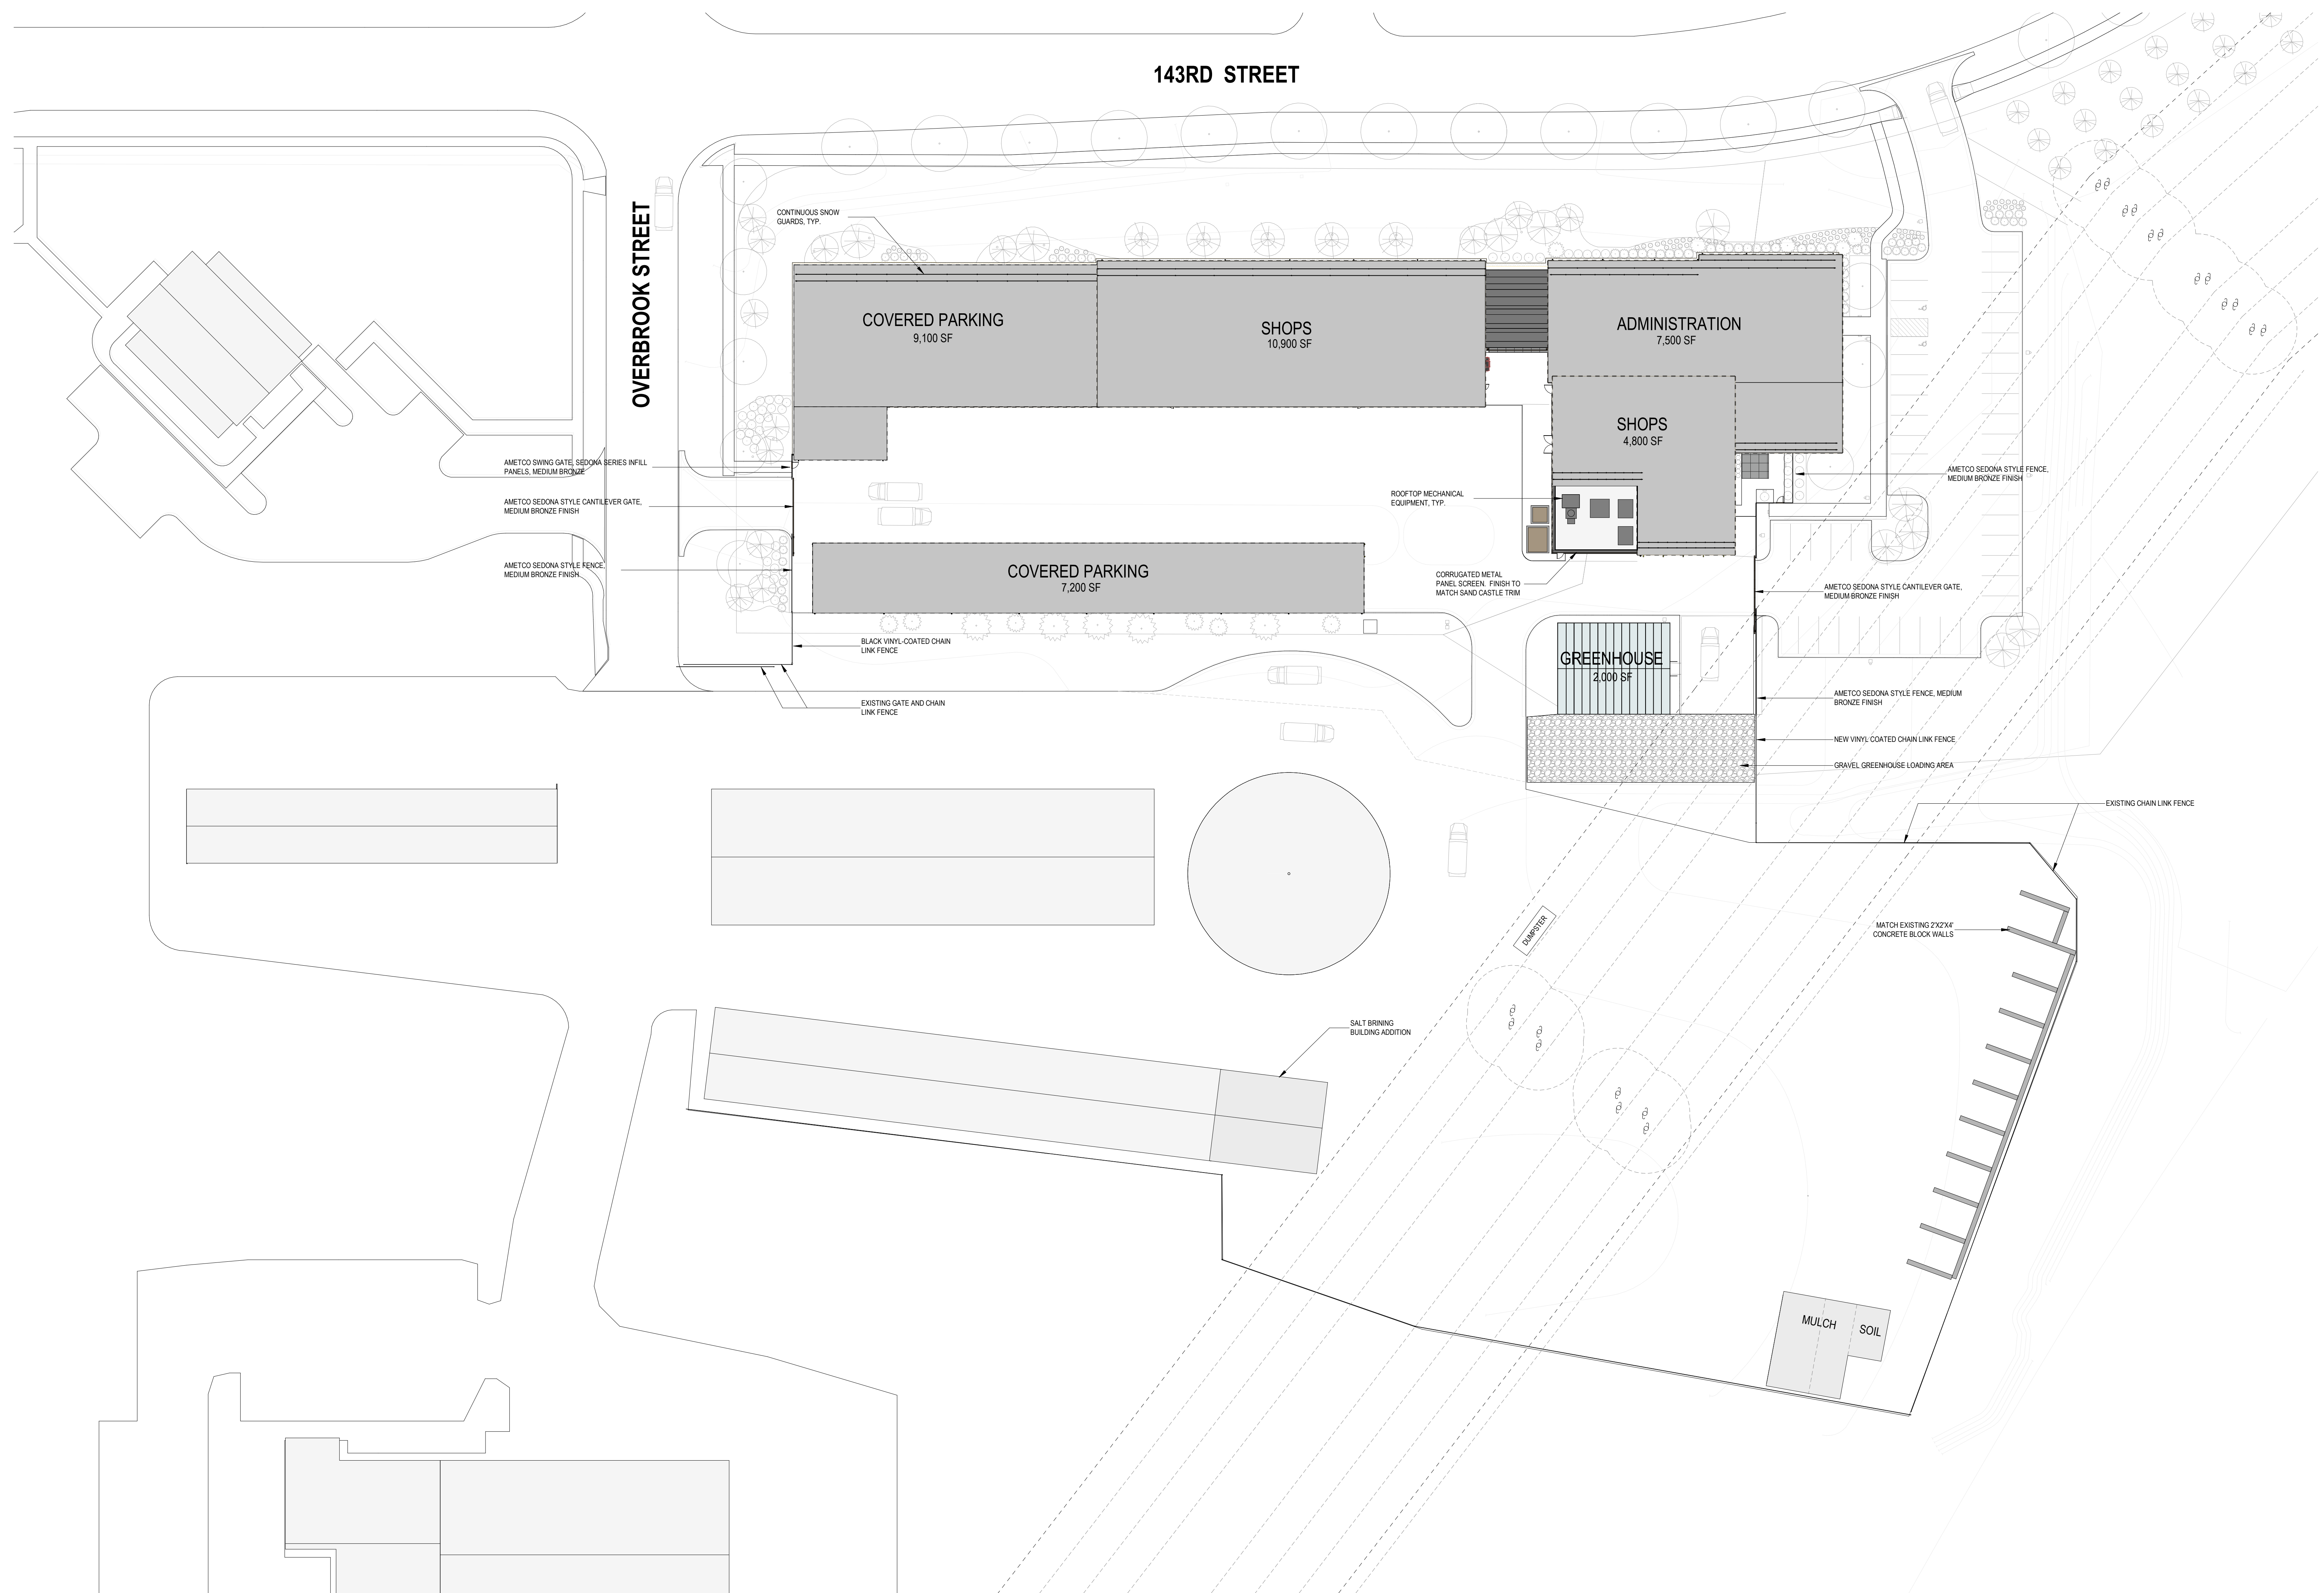 143RD STREET
OVERBROOK STREET
CONTINUOUS SNOW
GUARDS, TYP.
COVERED PARKING
9,100 SF
SHOPS
10,900 SF
ADMINISTRATION
7,500 SF
SHOPS
4,800 SF
AMETCO SWING GATE, SEDONA SERIES INFILL
PANELS, MEDIUM BRONZE
AMETCO SEDONA STYLE FENCE,
MEDIUM BRONZE FINISH
AMETCO SEDONA STYLE CANTILEVER GATE,
MEDIUM BRONZE FINISH
ROOFTOP MECHANICAL
EQUIPMENT, TYP.
AMETCO SEDONA STYLE FENCE,
MEDIUM BRONZE FINISH
COVERED PARKING
7,200 SF
CORRUGATED METAL
PANEL SCREEN. FINISH TO
MATCH SAND CASTLE TRIM
AMETCO SEDONA STYLE CANTILEVER GATE,
MEDIUM BRONZE FINISH
BLACK VINYL-COATED CHAIN
LINK FENCE
GREENHOUSE
2,000 SF
EXISTING GATE AND CHAIN
LINK FENCE
AMETCO SEDONA STYLE FENCE, MEDIUM
BRONZE FINISH
NEW VINYL COATED CHAIN LINK FENCE
GRAVEL GREENHOUSE LOADING AREA
EXISTING CHAIN LINK FENCE
DUMPSTER
MATCH EXISTING 2'X2'X4'
CONCRETE BLOCK WALLS
SALT BRINING
BUILDING ADDITION
MULCH
SOIL